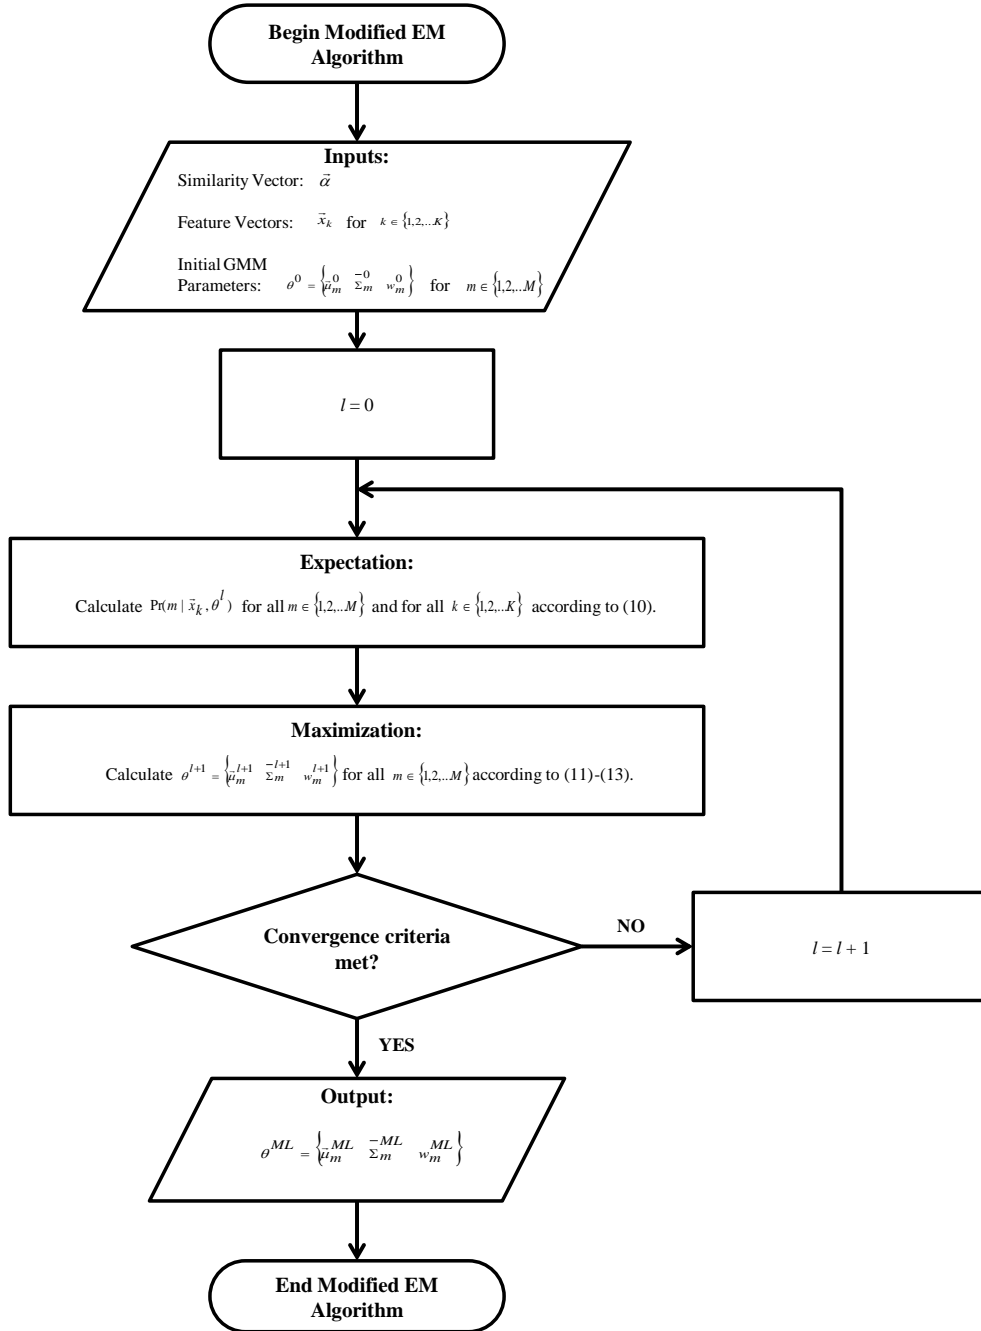 Begin Modified EM
Algorithm
Inputs:
Similarity Vector: α⃗
Feature Vectors: x⃗_k for k ∈ {1,2,...K}
Initial GMM
Parameters: θ^0 = {μ⃗_m^0 Σ̄_m^0 w_m^0} for m ∈ {1,2,...M}
l = 0
Expectation:
Calculate Pr(m | x⃗_k, θ^l) for all m ∈ {1,2,..M} and for all k ∈ {1,2,..K} according to (10).
Maximization:
Calculate θ^{l+1} = {μ⃗_m^{l+1} Σ̄_m^{l+1} w_m^{l+1}} for all m ∈ {1,2,..M} according to (11)-(13).
Convergence criteria
met?
NO
l = l + 1
YES
Output:
θ^{ML} = {μ⃗_m^{ML} Σ̄_m^{ML} w_m^{ML}}
End Modified EM
Algorithm